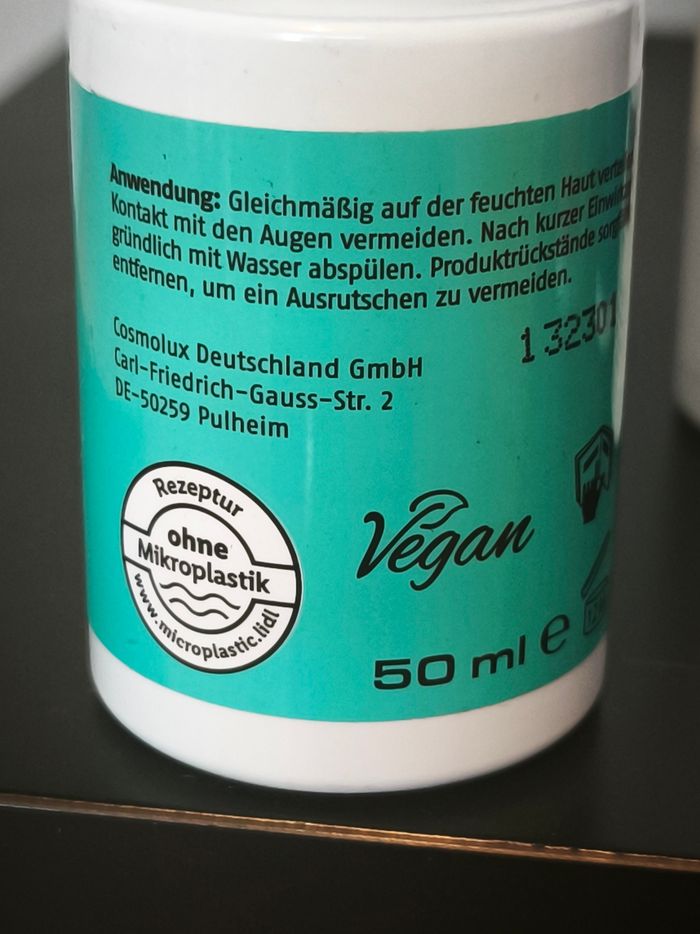 Anwendung: Gleichmäßig auf der feuchten Haut
Kontakt mit den Augen vermeiden. Nach kurzer
gründlich mit Wasser abspülen. Produktrückstände
entfernen, um ein Ausrutschen zu vermeiden.
132301
Cosmolux Deutschland GmbH
Carl-Friedrich-Gauss-Str. 2
DE-50259 Pulheim
Rezeptur
ohne
Mikroplastik
www.microplastic.lidl
Vegan
50 ml e